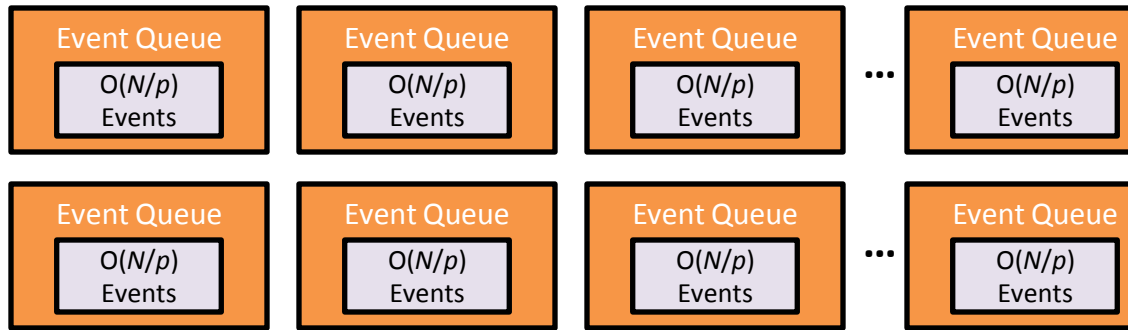 Event Queue Event Queue Event Queue Event Queue
O(N/p) O(N/p) O(N/p) ... O(N/p)
Events Events Events Events
Event Queue Event Queue Event Queue Event Queue
O(N/p) O(N/p) O(N/p) ... O(N/p)
Events Events Events Events